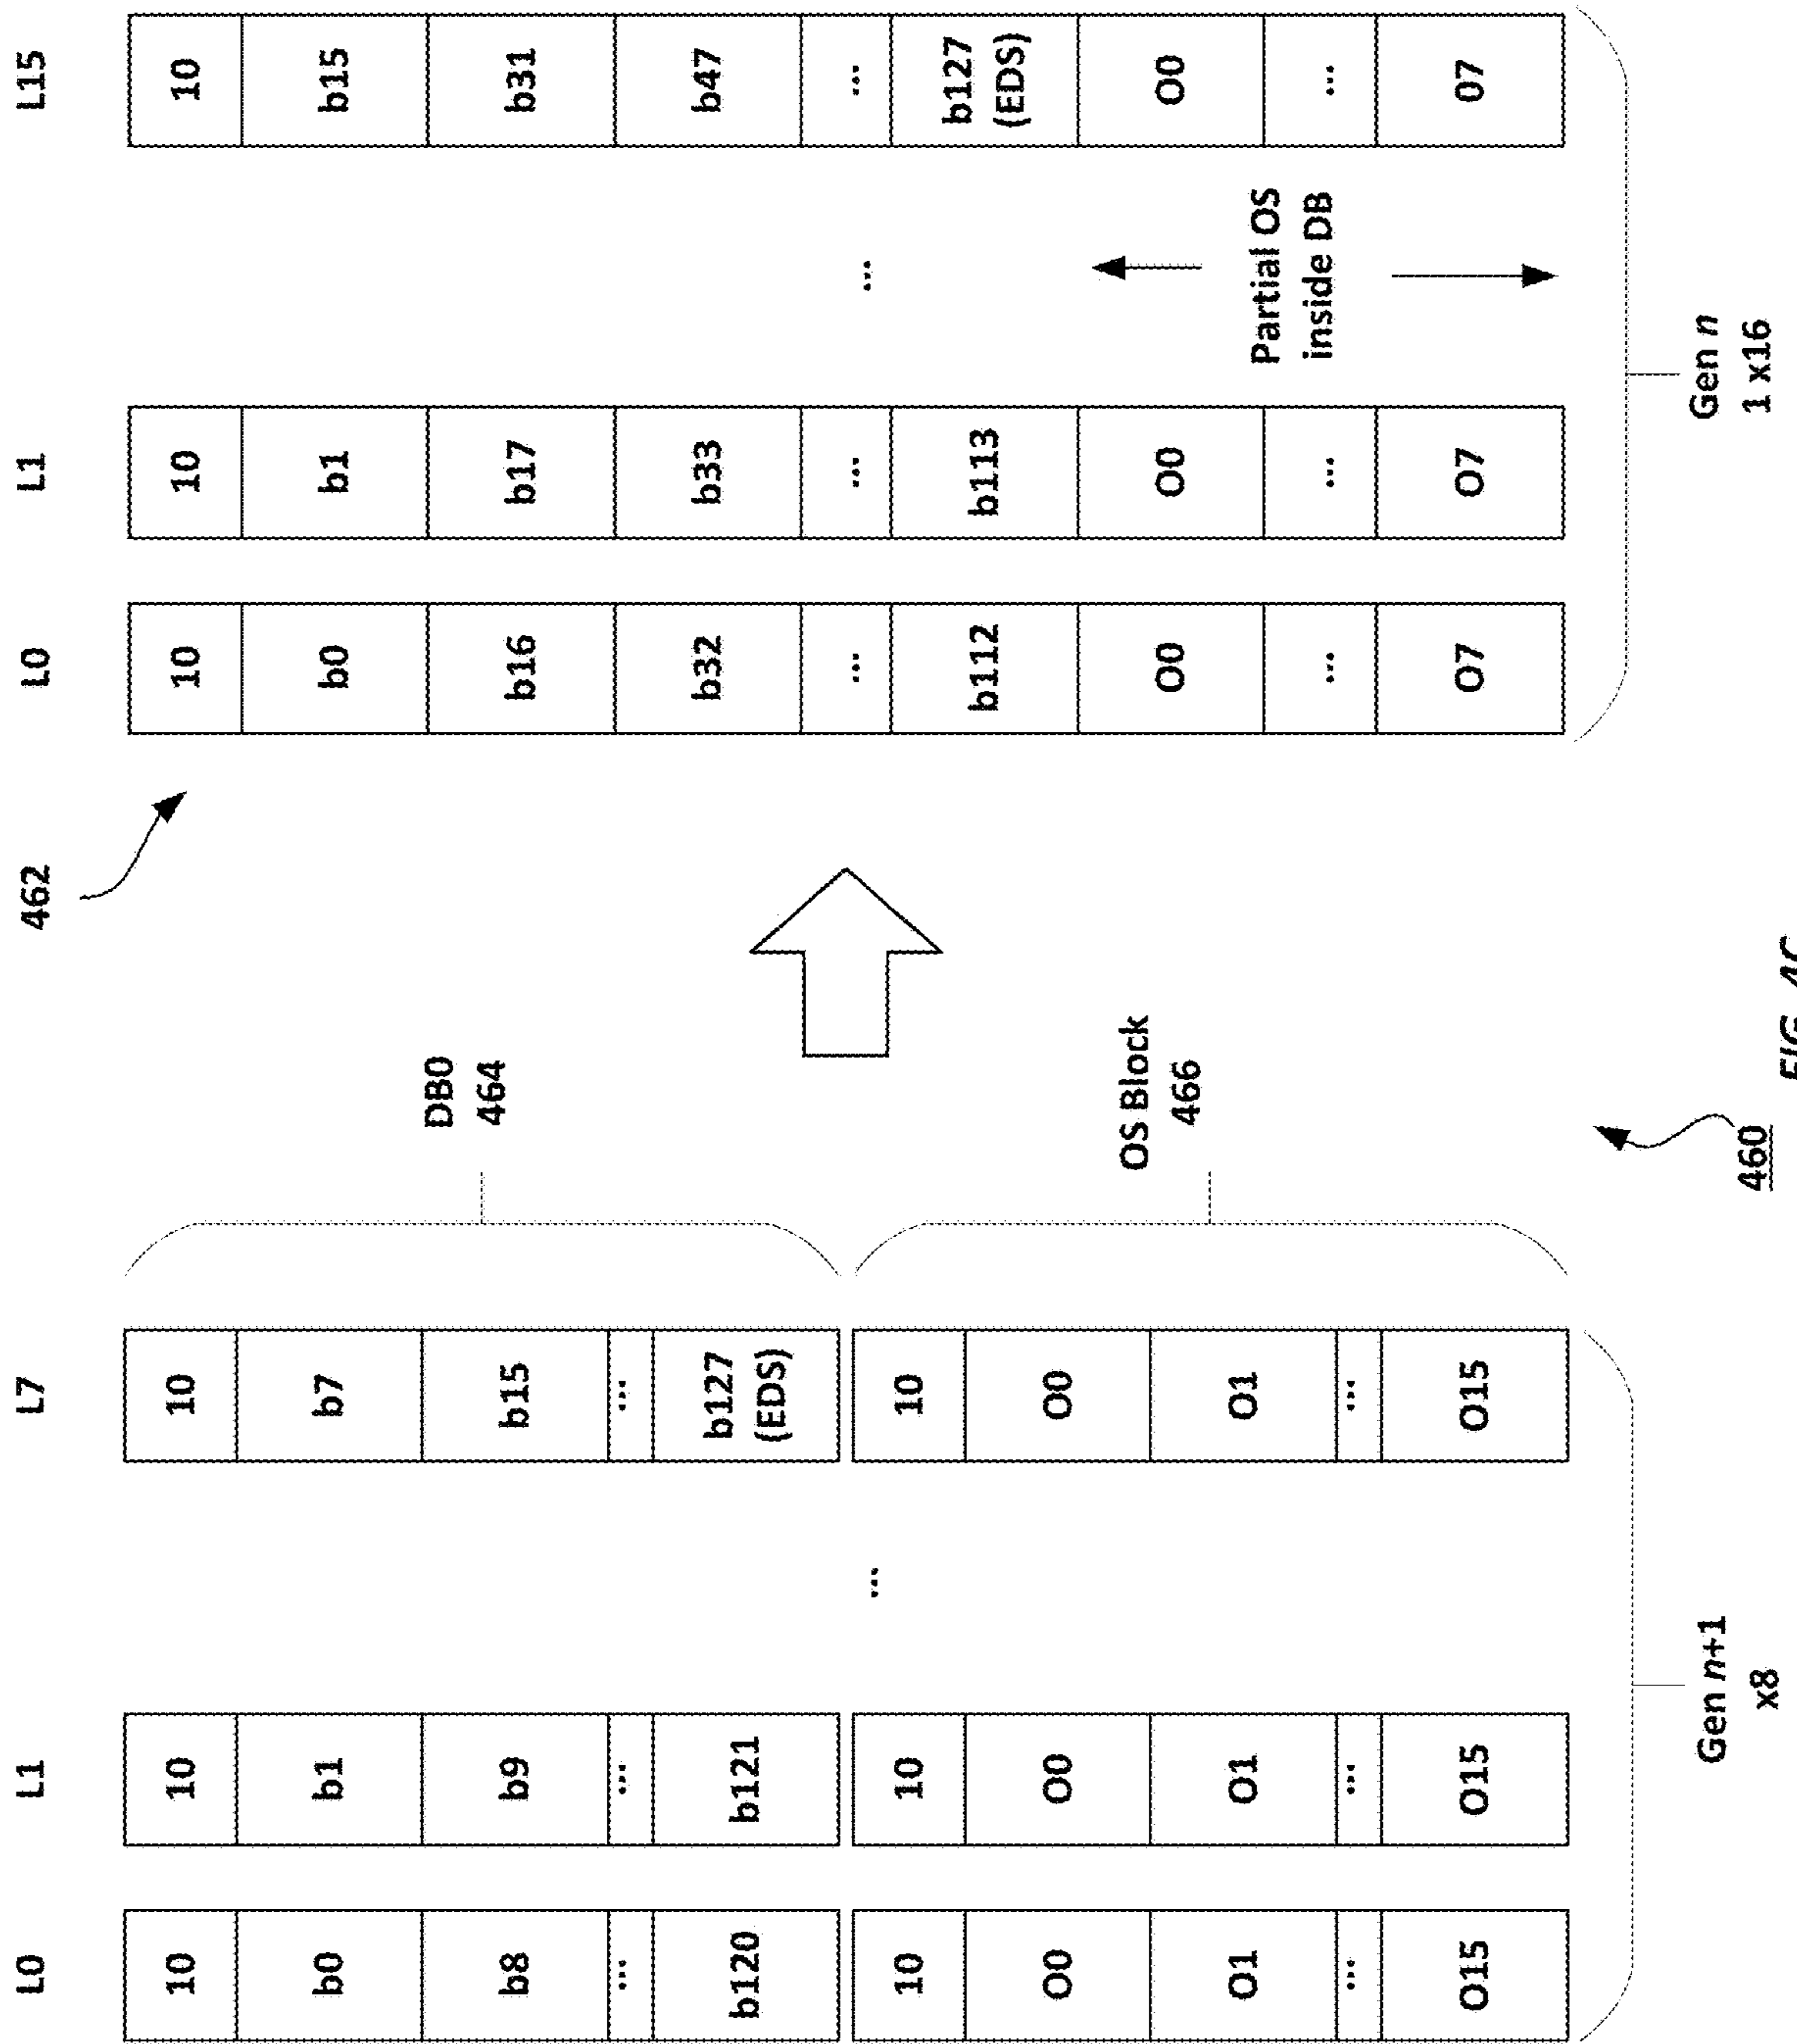 L0
10
b0
b8
...
b120
10
O0
O1
...
O15
L1
10
b1
b9
...
b121
10
O0
O1
...
O15
...
L7
10
b7
b15
...
b127
(EDS)
10
O0
O1
...
O15
Gen n+1
x8
DB0
464
OS Block
466
460
462
L0
10
b0
b16
b32
...
b112
O0
...
O7
L1
10
b1
b17
b33
...
b113
O0
...
O7
...
Partial OS
inside DB
L15
10
b15
b31
b47
...
b127
(EDS)
O0
...
07
Gen n
1 x16
FIG. 4C